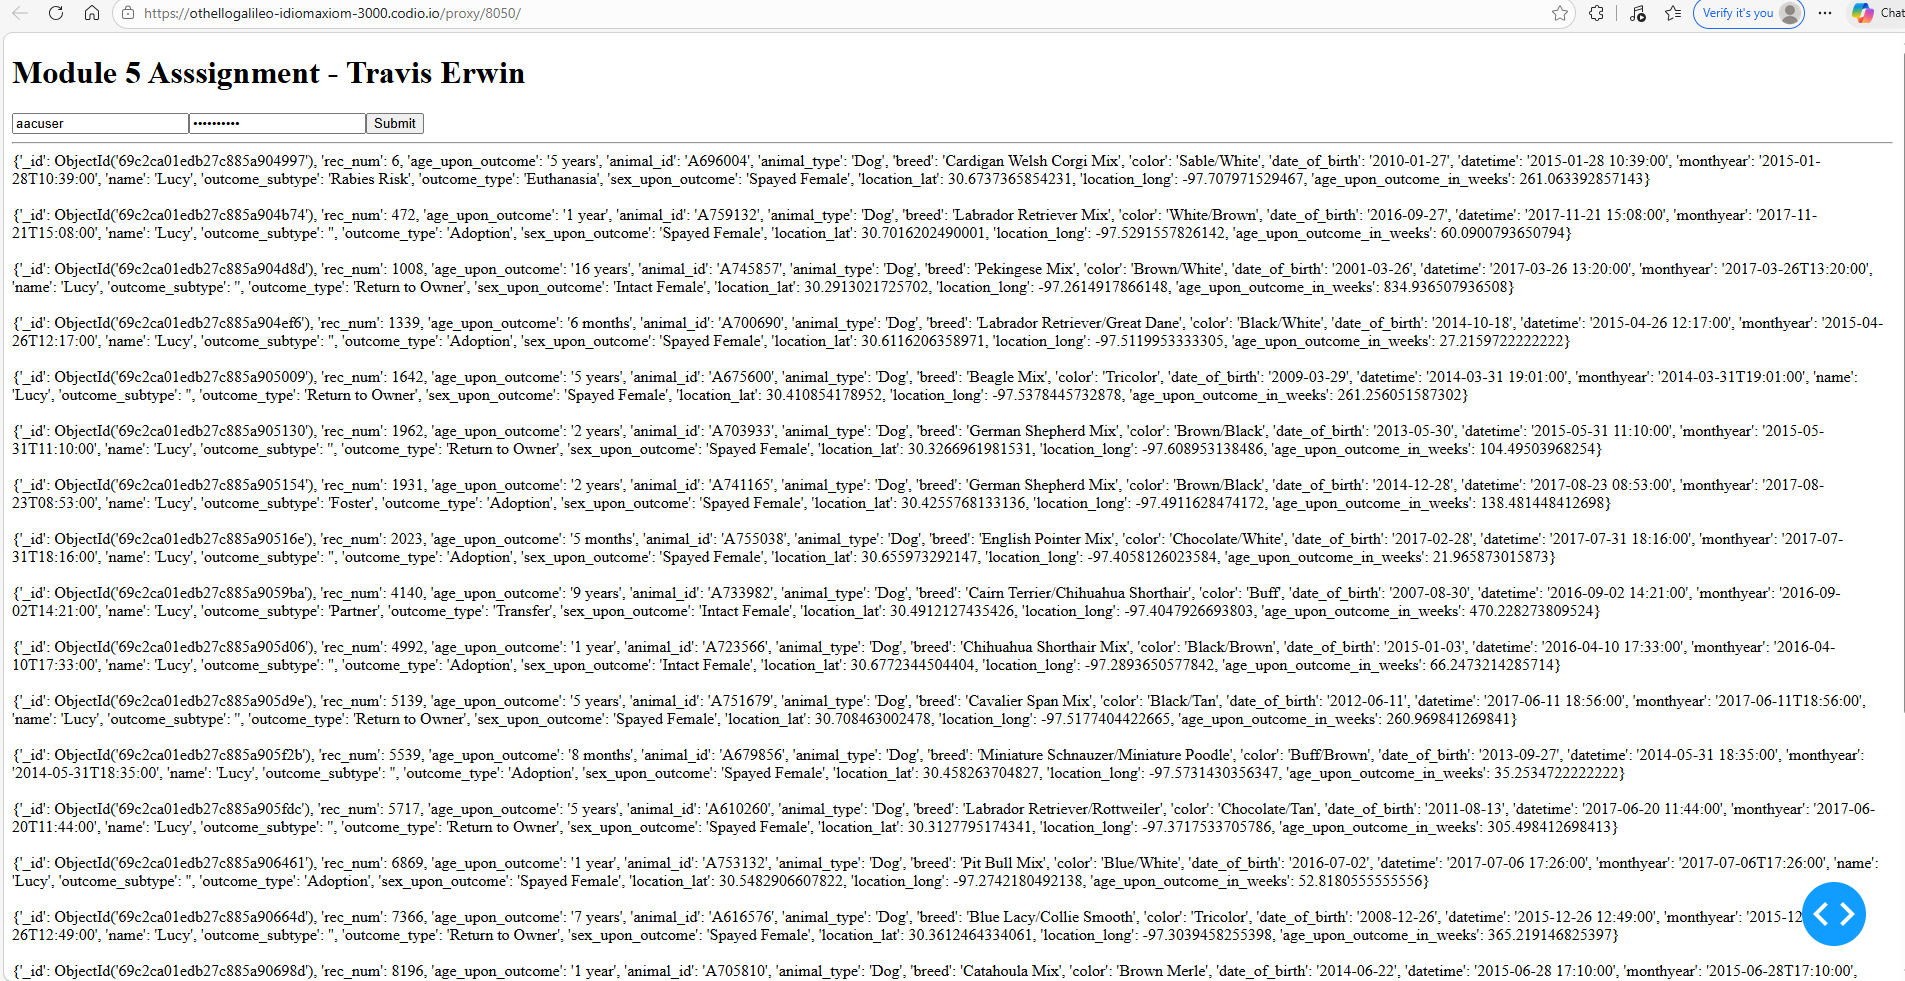 https://othellogalileo-idiomaxiom-3000.codio.io/proxy/8050/
Verify it's you
Chat
Module 5 Asssignment - Travis Erwin
aacuser
••••••••••
Submit
{'_id': ObjectId('69c2ca01edb27c885a904997'), 'rec_num': 6, 'age_upon_outcome': '5 years', 'animal_id': 'A696004', 'animal_type': 'Dog', 'breed': 'Cardigan Welsh Corgi Mix', 'color': 'Sable/White', 'date_of_birth': '2010-01-27', 'datetime': '2015-01-28 10:39:00', 'monthyear': '2015-01-
28T10:39:00', 'name': 'Lucy', 'outcome_subtype': 'Rabies Risk', 'outcome_type': 'Euthanasia', 'sex_upon_outcome': 'Spayed Female', 'location_lat': 30.6737365854231, 'location_long': -97.707971529467, 'age_upon_outcome_in_weeks': 261.063392857143}
{'_id': ObjectId('69c2ca01edb27c885a904b74'), 'rec_num': 472, 'age_upon_outcome': '1 year', 'animal_id': 'A759132', 'animal_type': 'Dog', 'breed': 'Labrador Retriever Mix', 'color': 'White/Brown', 'date_of_birth': '2016-09-27', 'datetime': '2017-11-21 15:08:00', 'monthyear': '2017-11-
21T15:08:00', 'name': 'Lucy', 'outcome_subtype': '', 'outcome_type': 'Adoption', 'sex_upon_outcome': 'Spayed Female', 'location_lat': 30.7016202490001, 'location_long': -97.5291557826142, 'age_upon_outcome_in_weeks': 60.0900793650794}
{'_id': ObjectId('69c2ca01edb27c885a904d8d'), 'rec_num': 1008, 'age_upon_outcome': '16 years', 'animal_id': 'A745857', 'animal_type': 'Dog', 'breed': 'Pekingese Mix', 'color': 'Brown/White', 'date_of_birth': '2001-03-26', 'datetime': '2017-03-26 13:20:00', 'monthyear': '2017-03-26T13:20:00',
'name': 'Lucy', 'outcome_subtype': '', 'outcome_type': 'Return to Owner', 'sex_upon_outcome': 'Intact Female', 'location_lat': 30.2913021725702, 'location_long': -97.2614917866148, 'age_upon_outcome_in_weeks': 834.936507936508}
{'_id': ObjectId('69c2ca01edb27c885a904ef6'), 'rec_num': 1339, 'age_upon_outcome': '6 months', 'animal_id': 'A700690', 'animal_type': 'Dog', 'breed': 'Labrador Retriever/Great Dane', 'color': 'Black/White', 'date_of_birth': '2014-10-18', 'datetime': '2015-04-26 12:17:00', 'monthyear': '2015-04-
26T12:17:00', 'name': 'Lucy', 'outcome_subtype': '', 'outcome_type': 'Adoption', 'sex_upon_outcome': 'Spayed Female', 'location_lat': 30.6116206358971, 'location_long': -97.5119953333305, 'age_upon_outcome_in_weeks': 27.2159722222222}
{'_id': ObjectId('69c2ca01edb27c885a905009'), 'rec_num': 1642, 'age_upon_outcome': '5 years', 'animal_id': 'A675600', 'animal_type': 'Dog', 'breed': 'Beagle Mix', 'color': 'Tricolor', 'date_of_birth': '2009-03-29', 'datetime': '2014-03-31 19:01:00', 'monthyear': '2014-03-31T19:01:00', 'name':
'Lucy', 'outcome_subtype': '', 'outcome_type': 'Return to Owner', 'sex_upon_outcome': 'Spayed Female', 'location_lat': 30.410854178952, 'location_long': -97.5378445732878, 'age_upon_outcome_in_weeks': 261.256051587302}
{'_id': ObjectId('69c2ca01edb27c885a905130'), 'rec_num': 1962, 'age_upon_outcome': '2 years', 'animal_id': 'A703933', 'animal_type': 'Dog', 'breed': 'German Shepherd Mix', 'color': 'Brown/Black', 'date_of_birth': '2013-05-30', 'datetime': '2015-05-31 11:10:00', 'monthyear': '2015-05-
31T11:10:00', 'name': 'Lucy', 'outcome_subtype': '', 'outcome_type': 'Return to Owner', 'sex_upon_outcome': 'Spayed Female', 'location_lat': 30.3266961981531, 'location_long': -97.608953138486, 'age_upon_outcome_in_weeks': 104.49503968254}
{'_id': ObjectId('69c2ca01edb27c885a905154'), 'rec_num': 1931, 'age_upon_outcome': '2 years', 'animal_id': 'A741165', 'animal_type': 'Dog', 'breed': 'German Shepherd Mix', 'color': 'Brown/Black', 'date_of_birth': '2014-12-28', 'datetime': '2017-08-23 08:53:00', 'monthyear': '2017-08-
23T08:53:00', 'name': 'Lucy', 'outcome_subtype': 'Foster', 'outcome_type': 'Adoption', 'sex_upon_outcome': 'Spayed Female', 'location_lat': 30.4255768133136, 'location_long': -97.4911628474172, 'age_upon_outcome_in_weeks': 138.481448412698}
{'_id': ObjectId('69c2ca01edb27c885a90516e'), 'rec_num': 2023, 'age_upon_outcome': '5 months', 'animal_id': 'A755038', 'animal_type': 'Dog', 'breed': 'English Pointer Mix', 'color': 'Chocolate/White', 'date_of_birth': '2017-02-28', 'datetime': '2017-07-31 18:16:00', 'monthyear': '2017-07-
31T18:16:00', 'name': 'Lucy', 'outcome_subtype': '', 'outcome_type': 'Adoption', 'sex_upon_outcome': 'Spayed Female', 'location_lat': 30.655973292147, 'location_long': -97.4058126023584, 'age_upon_outcome_in_weeks': 21.965873015873}
{'_id': ObjectId('69c2ca01edb27c885a9059ba'), 'rec_num': 4140, 'age_upon_outcome': '9 years', 'animal_id': 'A733982', 'animal_type': 'Dog', 'breed': 'Cairn Terrier/Chihuahua Shorthair', 'color': 'Buff', 'date_of_birth': '2007-08-30', 'datetime': '2016-09-02 14:21:00', 'monthyear': '2016-09-
02T14:21:00', 'name': 'Lucy', 'outcome_subtype': 'Partner', 'outcome_type': 'Transfer', 'sex_upon_outcome': 'Intact Female', 'location_lat': 30.4912127435426, 'location_long': -97.4047926693803, 'age_upon_outcome_in_weeks': 470.228273809524}
{'_id': ObjectId('69c2ca01edb27c885a905d06'), 'rec_num': 4992, 'age_upon_outcome': '1 year', 'animal_id': 'A723566', 'animal_type': 'Dog', 'breed': 'Chihuahua Shorthair Mix', 'color': 'Black/Brown', 'date_of_birth': '2015-01-03', 'datetime': '2016-04-10 17:33:00', 'monthyear': '2016-04-
10T17:33:00', 'name': 'Lucy', 'outcome_subtype': '', 'outcome_type': 'Adoption', 'sex_upon_outcome': 'Intact Female', 'location_lat': 30.6772344504404, 'location_long': -97.2893650577842, 'age_upon_outcome_in_weeks': 66.2473214285714}
{'_id': ObjectId('69c2ca01edb27c885a905d9e'), 'rec_num': 5139, 'age_upon_outcome': '5 years', 'animal_id': 'A751679', 'animal_type': 'Dog', 'breed': 'Cavalier Span Mix', 'color': 'Black/Tan', 'date_of_birth': '2012-06-11', 'datetime': '2017-06-11 18:56:00', 'monthyear': '2017-06-11T18:56:00',
'name': 'Lucy', 'outcome_subtype': '', 'outcome_type': 'Return to Owner', 'sex_upon_outcome': 'Spayed Female', 'location_lat': 30.708463002478, 'location_long': -97.5177404422665, 'age_upon_outcome_in_weeks': 260.969841269841}
{'_id': ObjectId('69c2ca01edb27c885a905f2b'), 'rec_num': 5539, 'age_upon_outcome': '8 months', 'animal_id': 'A679856', 'animal_type': 'Dog', 'breed': 'Miniature Schnauzer/Miniature Poodle', 'color': 'Buff/Brown', 'date_of_birth': '2013-09-27', 'datetime': '2014-05-31 18:35:00', 'monthyear':
'2014-05-31T18:35:00', 'name': 'Lucy', 'outcome_subtype': '', 'outcome_type': 'Adoption', 'sex_upon_outcome': 'Spayed Female', 'location_lat': 30.458263704827, 'location_long': -97.5731430356347, 'age_upon_outcome_in_weeks': 35.2534722222222}
{'_id': ObjectId('69c2ca01edb27c885a905fdc'), 'rec_num': 5717, 'age_upon_outcome': '5 years', 'animal_id': 'A610260', 'animal_type': 'Dog', 'breed': 'Labrador Retriever/Rottweiler', 'color': 'Chocolate/Tan', 'date_of_birth': '2011-08-13', 'datetime': '2017-06-20 11:44:00', 'monthyear': '2017-06-
20T11:44:00', 'name': 'Lucy', 'outcome_subtype': '', 'outcome_type': 'Return to Owner', 'sex_upon_outcome': 'Spayed Female', 'location_lat': 30.3127795174341, 'location_long': -97.3717533705786, 'age_upon_outcome_in_weeks': 305.498412698413}
{'_id': ObjectId('69c2ca01edb27c885a906461'), 'rec_num': 6869, 'age_upon_outcome': '1 year', 'animal_id': 'A753132', 'animal_type': 'Dog', 'breed': 'Pit Bull Mix', 'color': 'Blue/White', 'date_of_birth': '2016-07-02', 'datetime': '2017-07-06 17:26:00', 'monthyear': '2017-07-06T17:26:00', 'name':
'Lucy', 'outcome_subtype': '', 'outcome_type': 'Adoption', 'sex_upon_outcome': 'Spayed Female', 'location_lat': 30.5482906607822, 'location_long': -97.2742180492138, 'age_upon_outcome_in_weeks': 52.8180555555556}
{'_id': ObjectId('69c2ca01edb27c885a90664d'), 'rec_num': 7366, 'age_upon_outcome': '7 years', 'animal_id': 'A616576', 'animal_type': 'Dog', 'breed': 'Blue Lacy/Collie Smooth', 'color': 'Tricolor', 'date_of_birth': '2008-12-26', 'datetime': '2015-12-26 12:49:00', 'monthyear': '2015-12
26T12:49:00', 'name': 'Lucy', 'outcome_subtype': '', 'outcome_type': 'Return to Owner', 'sex_upon_outcome': 'Spayed Female', 'location_lat': 30.3612464334061, 'location_long': -97.3039458255398, 'age_upon_outcome_in_weeks': 365.219146825397}
{'_id': ObjectId('69c2ca01edb27c885a90698d'), 'rec_num': 8196, 'age_upon_outcome': '1 year', 'animal_id': 'A705810', 'animal_type': 'Dog', 'breed': 'Catahoula Mix', 'color': 'Brown Merle', 'date_of_birth': '2014-06-22', 'datetime': '2015-06-28 17:10:00', 'monthyear': '2015-06-28T17:10:00',